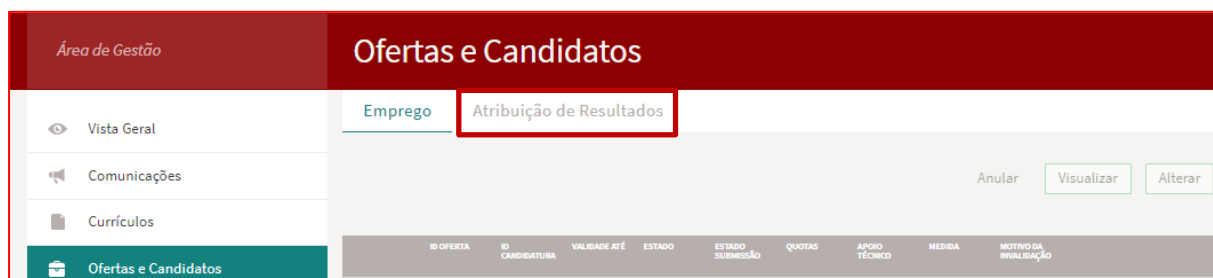 Área de Gestão
Ofertas e Candidatos
Emprego Atribuição de Resultados
Vista Geral
Comunicações
Currículos
Ofertas e Candidatos
Anular Visualizar Alterar
ID OFERTA ID CANDIDATURA VALIDADE ATÉ ESTADO ESTADO SUBMISSÃO QUOTAS APOIO TÉCNICO MEDIDA MOTIVO DA INVALIDAÇÃO